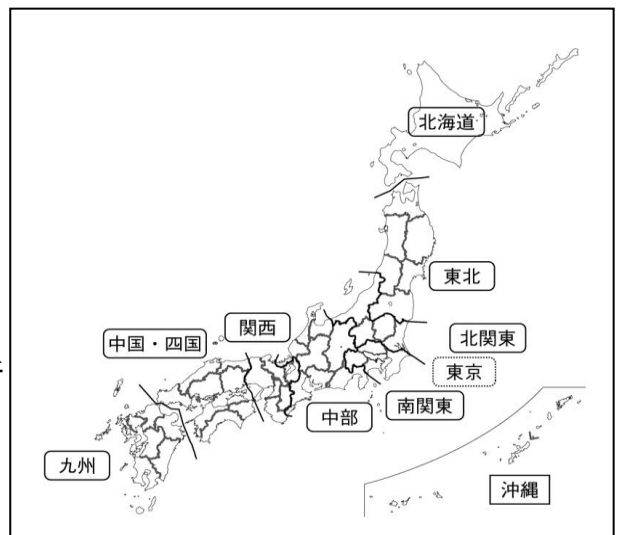 北海道
東北
関西
中国・四国
北関東
東京
南関東
中部
九州
沖縄